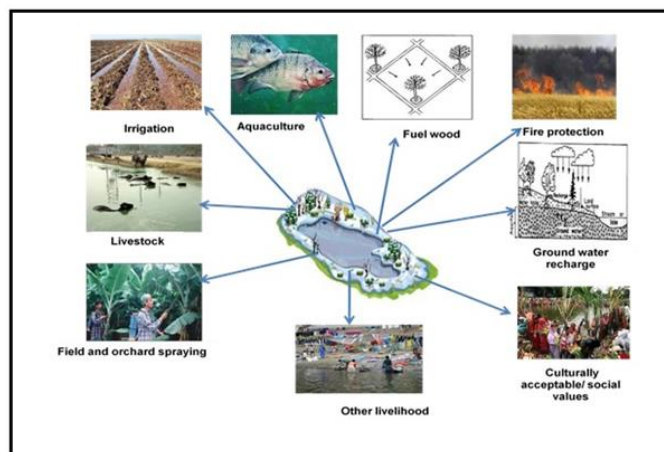 Irrigation
Aquaculture
Fuel wood
Fire protection
Livestock
Ground water
recharge
Field and orchard spraying
Other livelihood
Culturally
acceptable/ social
values